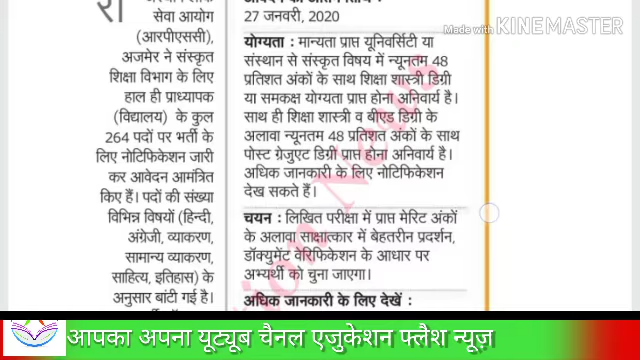 रा
सेवा आयोग
(आरपीएससी),
अजमेर ने संस्कृत
शिक्षा विभाग के लिए
हाल ही प्राध्यापक
(विद्यालय) के कुल
264 पदों पर भर्ती के
लिए नोटिफिकेशन जारी
कर आवेदन आमंत्रित
किए हैं। पदों की संख्या
विभिन्न विषयों (हिन्दी,
अंग्रेजी, व्याकरण,
सामान्य व्याकरण,
साहित्य, इतिहास) के
अनुसार बांटी गई है।
27 जनवरी, 2020
योग्यता : मान्यता प्राप्त यूनिवर्सिटी या
संस्थान से संस्कृत विषय में न्यूनतम 48
प्रतिशत अंकों के साथ शिक्षा शास्त्री डिग्री
या समकक्ष योग्यता प्राप्त होना अनिवार्य है।
साथ ही शिक्षा शास्त्री व बीएड डिग्री के
अलावा न्यूनतम 48 प्रतिशत अंकों के साथ
पोस्ट ग्रेजुएट डिग्री प्राप्त होना अनिवार्य है।
अधिक जानकारी के लिए नोटिफिकेशन
देख सकते हैं।
चयन : लिखित परीक्षा में प्राप्त मेरिट अंकों
के अलावा साक्षात्कार में बेहतरीन प्रदर्शन,
डॉक्युमेंट वेरिफिकेशन के आधार पर
अभ्यर्थी को चुना जाएगा।
अधिक जानकारी के लिए देखें :
Made with KINEMASTER
आपका अपना यूट्यूब चैनल एजुकेशन फ्लैश न्यूज़